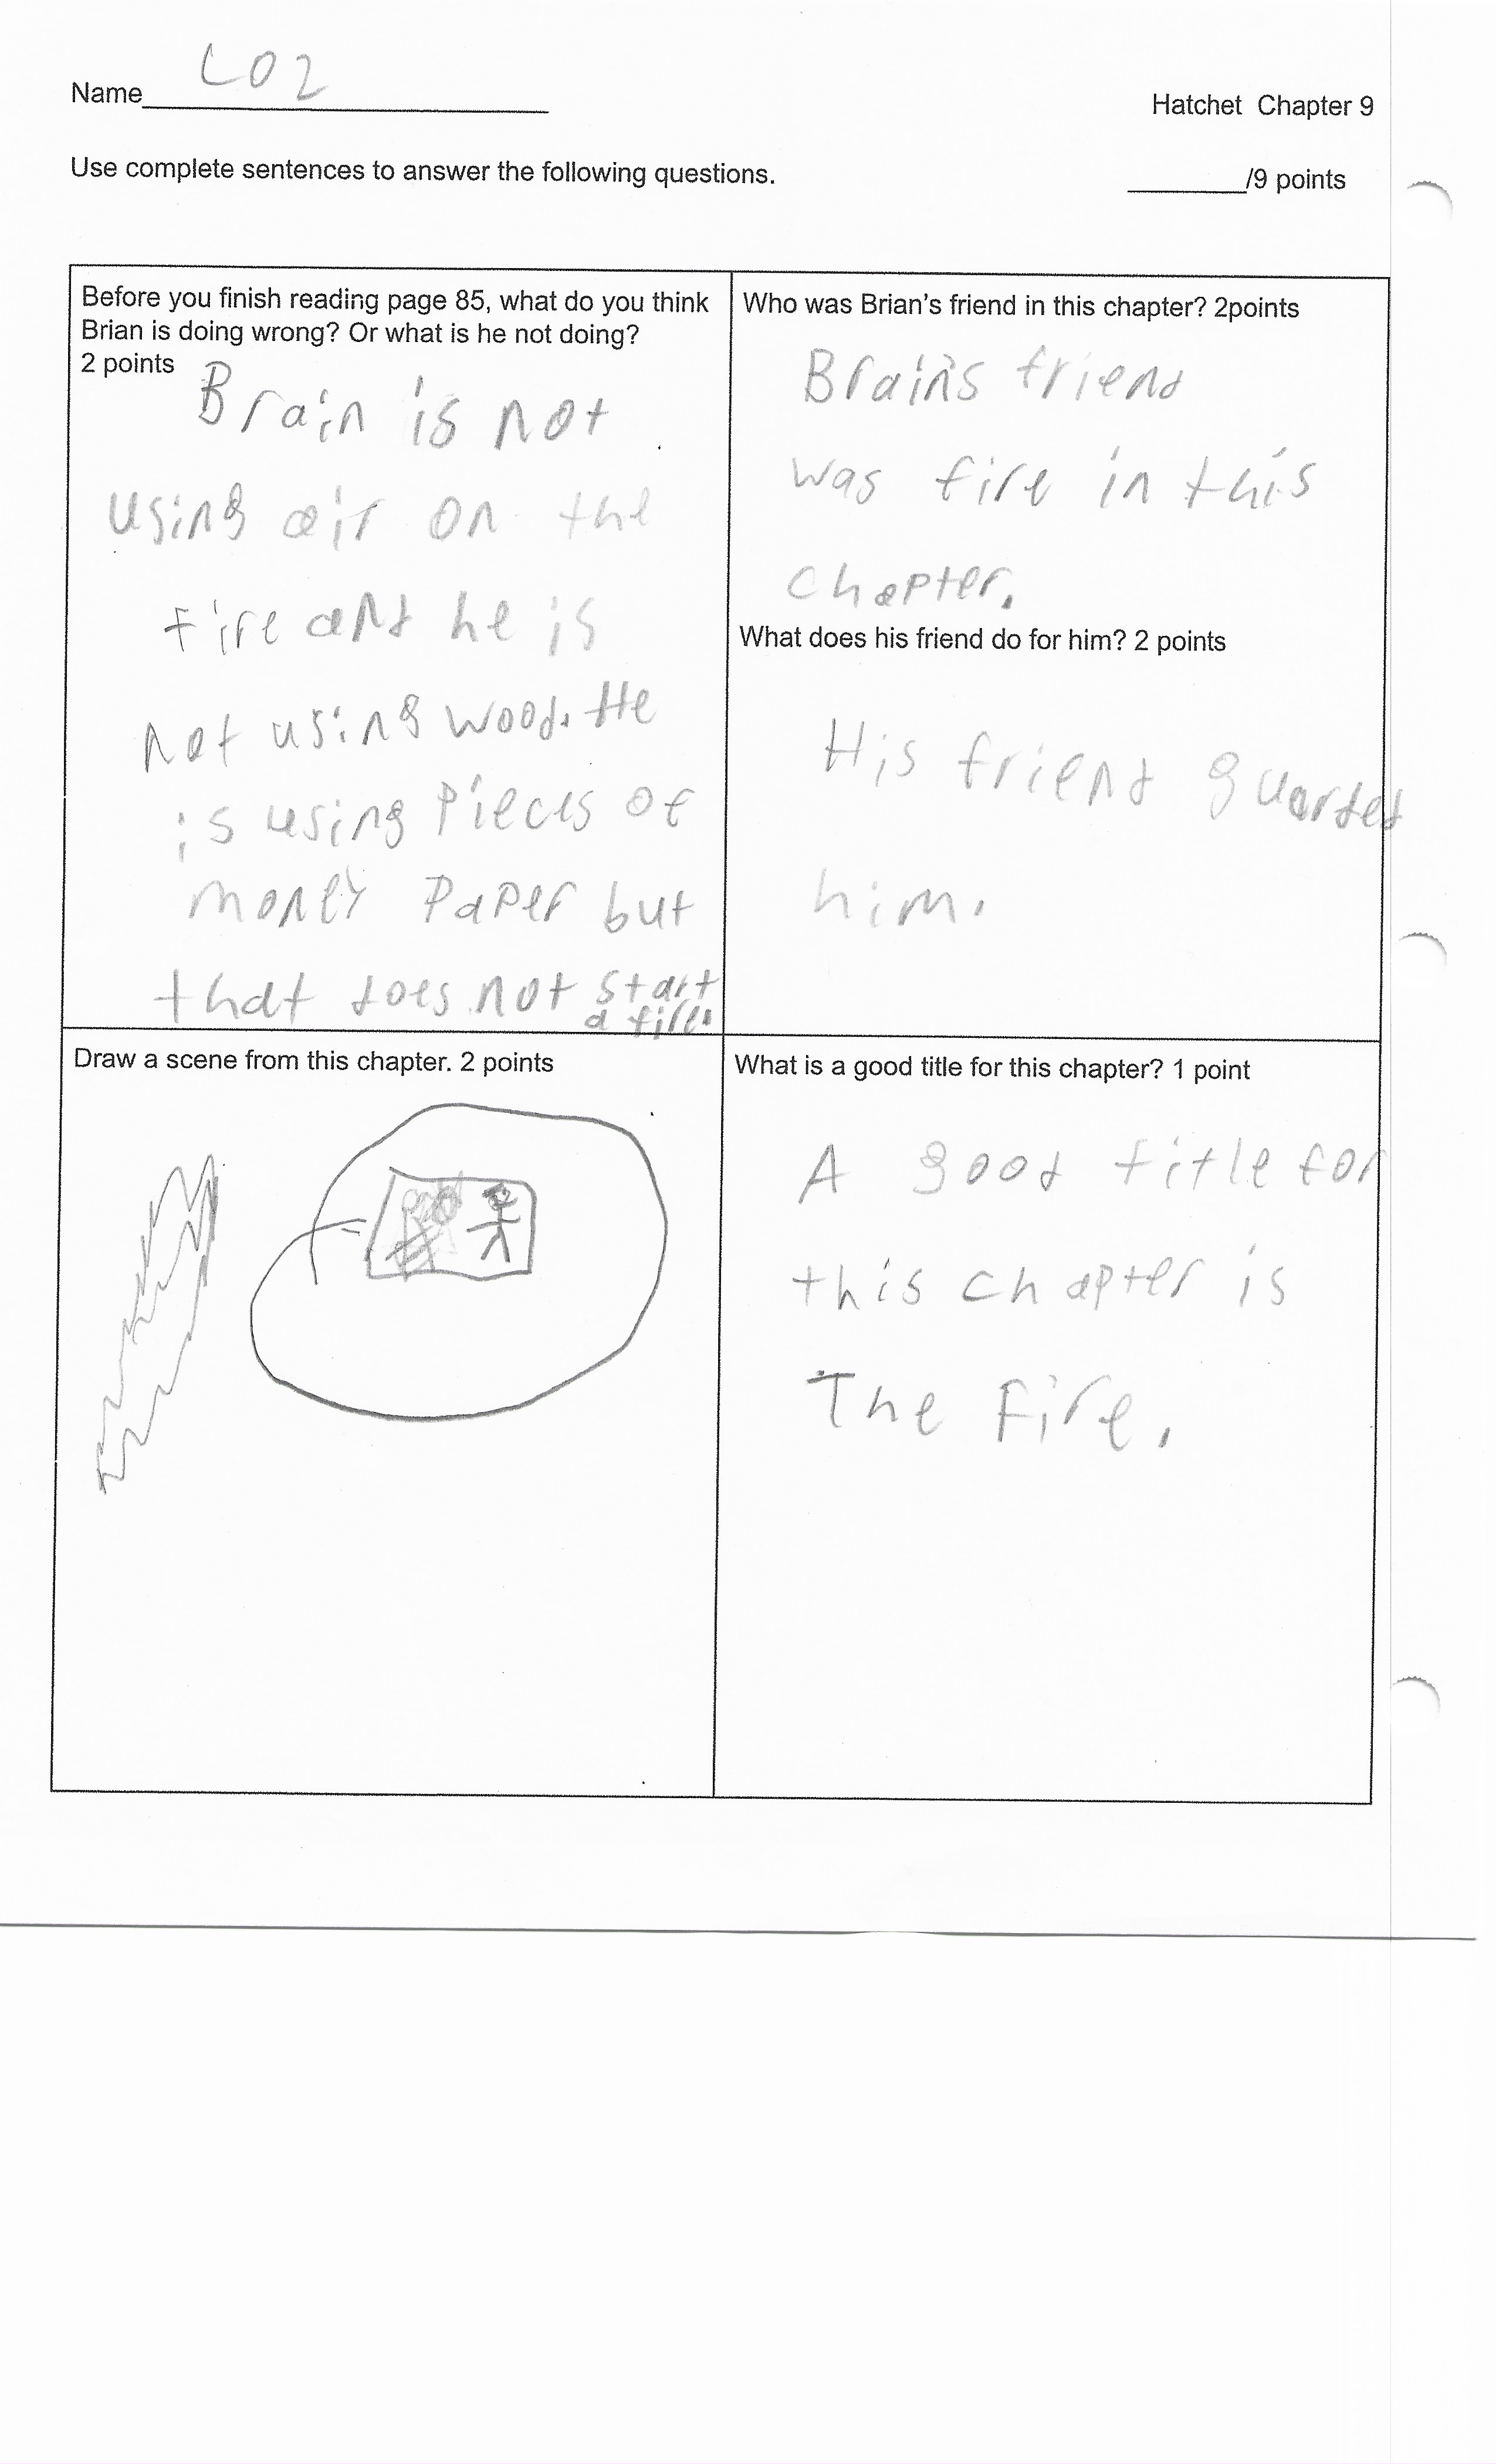 Name LO2
Hatchet Chapter 9
Use complete sentences to answer the following questions.
/9 points
Before you finish reading page 85, what do you think
Brian is doing wrong? Or what is he not doing?
2 points
Brain is not
using air on the
fire and he is
not using wood. He
is using pieces of
money Paper but
that does not start
a fire.
Who was Brian's friend in this chapter? 2points
Brain's friend
was fire in this
chapter.
What does his friend do for him? 2 points
His friend guarded
him.
Draw a scene from this chapter. 2 points
What is a good title for this chapter? 1 point
A good title for
this chapter is
The Fire.